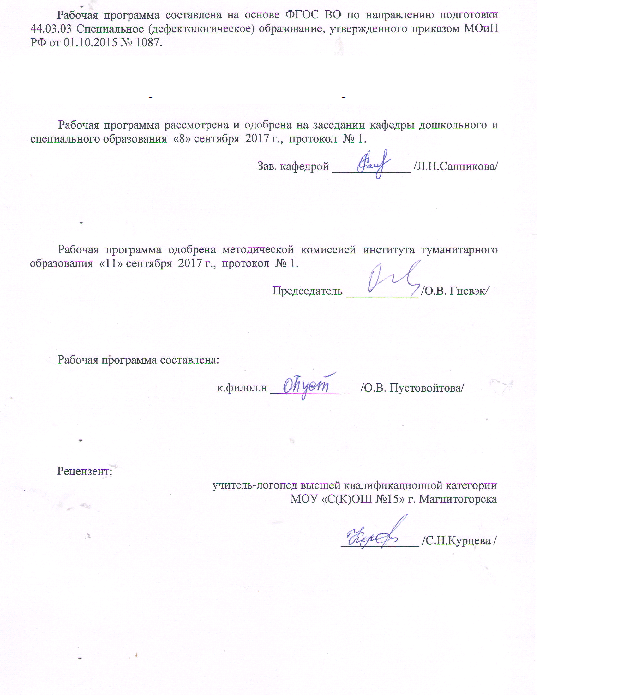 Рабочая программа составлена на основе ФГОС ВО по направлению подготовки
44.03.03 Специальное (дефектологическое) образование, утвержденного приказом МОиН
РФ от 01.10.2015 № 1087.
Рабочая программа рассмотрена и одобрена на заседании кафедры дошкольного и
специального образования «8» сентября 2017 г., протокол № 1.
Зав. кафедрой /Л.Н.Санникова/
Рабочая программа одобрена методической комиссией института гуманитарного
образования «11» сентября 2017 г., протокол № 1.
Председатель /О.В. Гневэк/
Рабочая программа составлена:
к.филол.н /О.В. Пустовойтова/
Рецензент:
учитель-логопед высшей квалификационной категории
МОУ «С(К)ОШ №15» г. Магнитогорска
/С.П.Курцева /